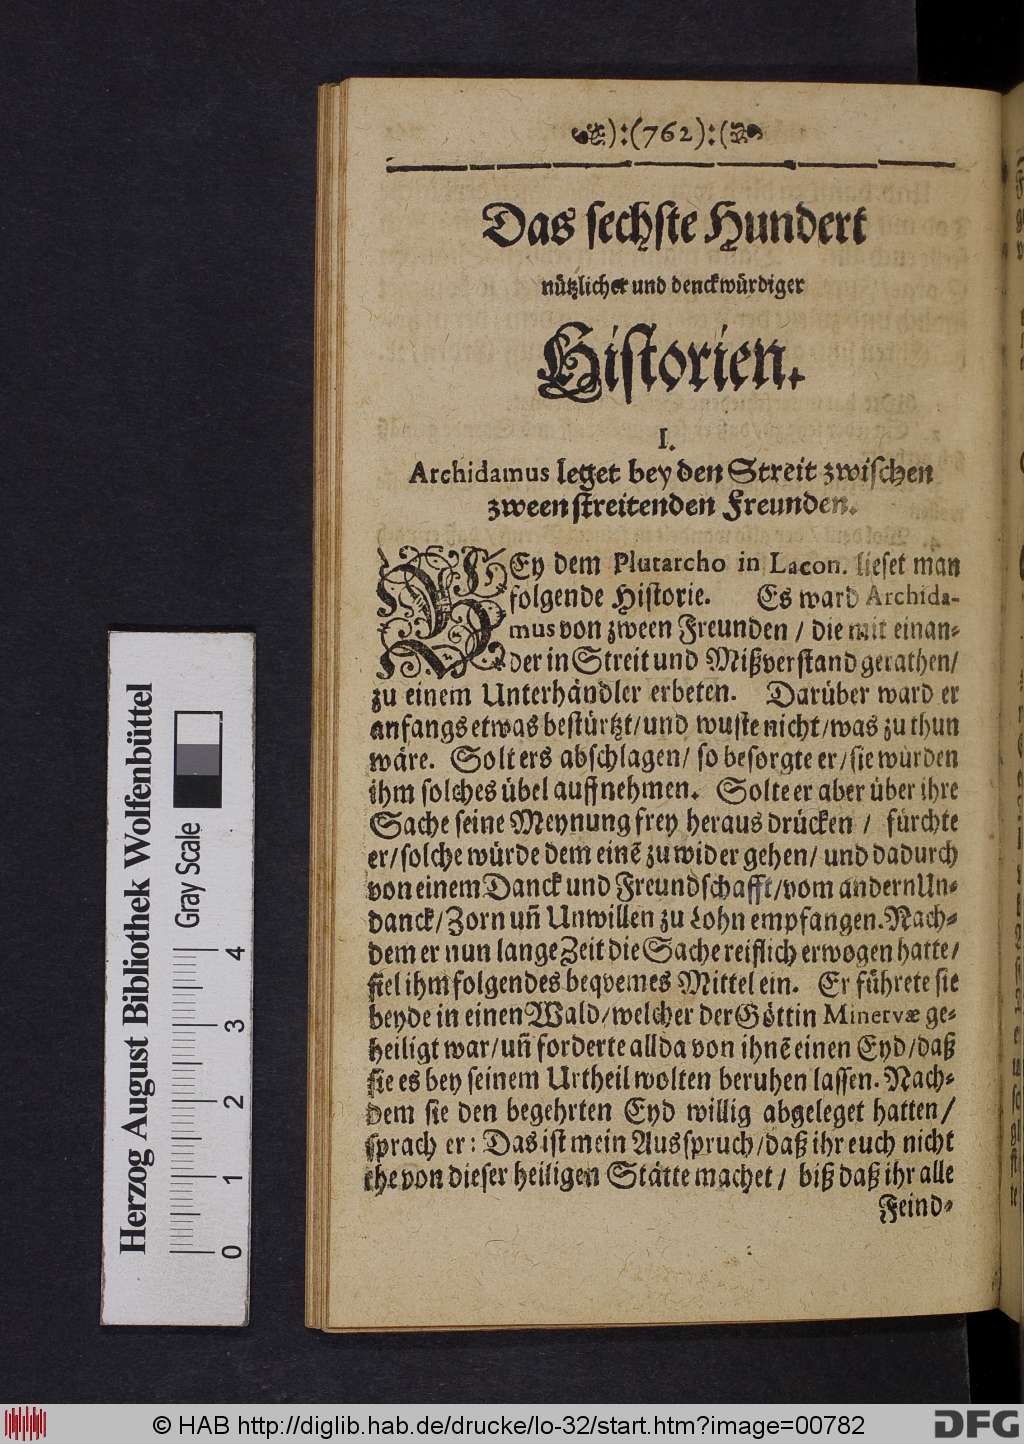 ):(762):(
Das sechste Hundert
nützlicher und denckwürdiger
Historien.
I.
Archidamus leget bey den Streit zwischen
zween streitenden Freunden.
BEy dem Plutarcho in Lacon. lieset man
folgende Historie. Es ward Archida-
mus von zween Freunden / die mit einan-
der in Streit und Mißverstand gerathen/
zu einem Unterhändler erbeten. Darüber ward er
anfangs etwas bestürtzt/und wuste nicht/was zu thun
wäre. Solt ers abschlagen/ so besorgte er/sie würden
ihm solches übel auffnehmen. Solte er aber über ihre
Sache seine Meynung frey heraus drücken / fürchte
er/solche würde dem einē zu wider gehen/ und dadurch
von einem Danck und Freundschafft/vom andern Un-
danck/Zorn uñ Unwillen zu Lohn empfangen. Nach-
dem er nun lange Zeit die Sache reiflich erwogen hatte/
fiel ihm folgendes beqvemes Mittel ein. Er führete sie
beyde in einen Wald/welcher der Göttin Minervæ ge-
heiligt war/uñ forderte allda von ihnē einen Eyd/daß
sie es bey seinem Urtheil wolten beruhen lassen. Nach-
dem sie den begehrten Eyd willig abgeleget hatten/
sprach er: Das ist mein Ausspruch/daß ihr euch nicht
ehe von dieser heiligen Stätte machet/ biß daß ihr alle
Feind-
Herzog August Bibliothek Wolfenbüttel
Gray Scale
0 1 2 3 4
© HAB http://diglib.hab.de/drucke/lo-32/start.htm?image=00782
DFG